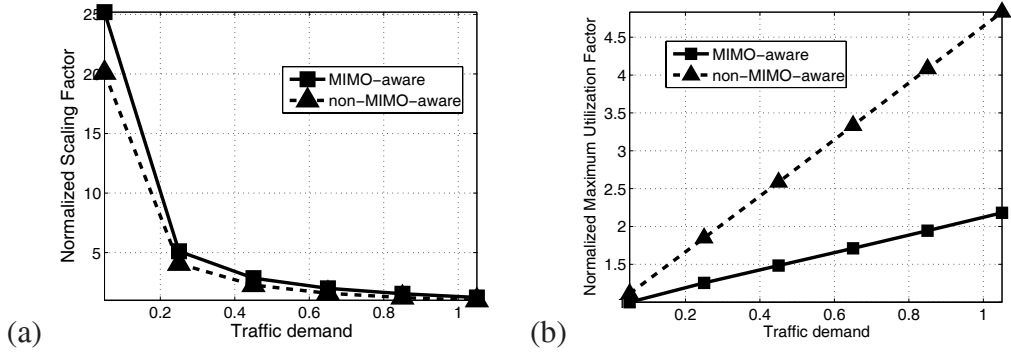 Normalized Scaling Factor
25
20
15
10
5
MIMO-aware
non-MIMO-aware
0.2 0.4 0.6 0.8 1
Traffic demand
(a)
Normalized Maximum Utilization Factor
4.5
4
3.5
3
2.5
2
1.5
MIMO-aware
non-MIMO-aware
0.2 0.4 0.6 0.8 1
Traffic demand
(b)